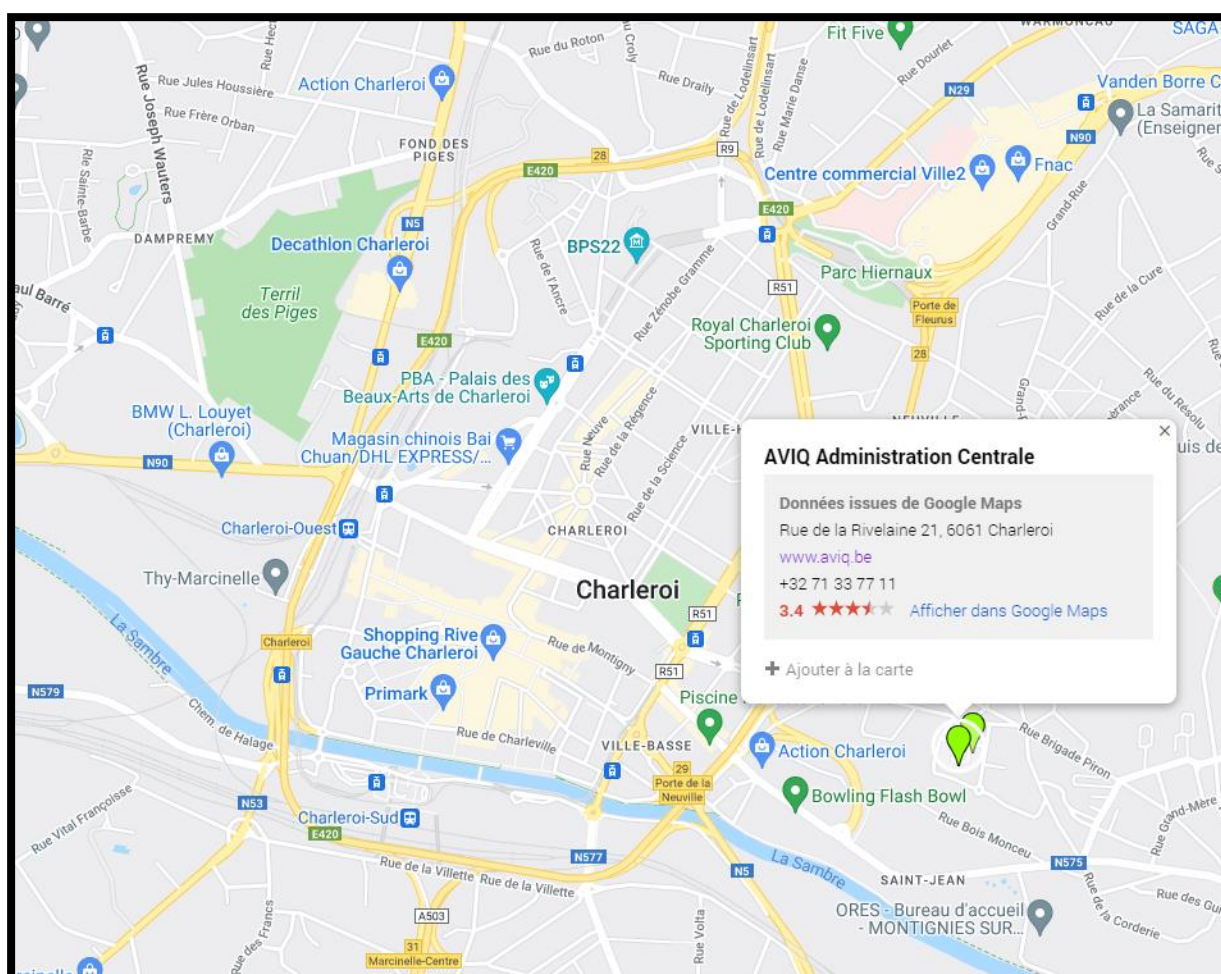 WARMONCAU
SAGA
Fit Five
Rue du Roton
Rue de Lodelinsart
Rue Dourlet
Rue Draily
Rue Marie Danse
N29
Vanden Borre C
Rue Joseph Wauters
Rue Jules Houssière
Action Charleroi
Rue Frère Orban
La Samarit
(Enseigner
N90
Rue de Lodelinsart
FOND DES
PIGES
28
R9
E420
Centre commercial Ville2
Fnac
Rle Sainte-Barbe
Grand-Rue
E420
N5
DAMPREMY
Decathlon Charleroi
BPS22
Rue de l'Ancre
Rue Zénobe Gramme
Parc Hiernaux
Rue de la Cure
aul Barré
Terril
des Piges
R51
Porte de
Fleurus
E420
Royal Charleroi
Sporting Club
28
PBA - Palais des
Beaux-Arts de Charleroi
Rue du Résolu
BMW L. Louyet
(Charleroi)
Rue Neuve
Rue de la Régence
Rue de la Science
NEUVILLE
VILLE-H
Magasin chinois Bai
Chuan/DHL EXPRESS/...
N90
uis de
AVIQ Administration Centrale
Données issues de Google Maps
Rue de la Rivelaine 21, 6061 Charleroi
www.aviq.be
+32 71 33 77 11
3.4
Afficher dans Google Maps
Ajouter à la carte
Charleroi-Ouest
CHARLEROI
Thy-Marcinelle
Charleroi
La Sambre
R51
Charleroi
Shopping Rive
Gauche Charleroi
Rue de Montigny
R51
N579
Primark
Piscine
Chem. de Halage
Rue de Charleville
VILLE-BASSE
Action Charleroi
Rue Brigade Piron
29
Porte de la
Neuville
Bowling Flash Bowl
N53
Charleroi-Sud
E420
Rue Vital Françoisse
Rue Bois Monceu
Rue Grand-Mère
N577
Rue de la Villette
Rue de la Villette
N5
La Sambre
N575
SAINT-JEAN
Rue des Gui
ORES - Bureau d'accueil
- MONTIGNIES SUR...
Rue de la Corderie
A503
Rue Volta
Rue des Francs
31
Marcinelle-Centre